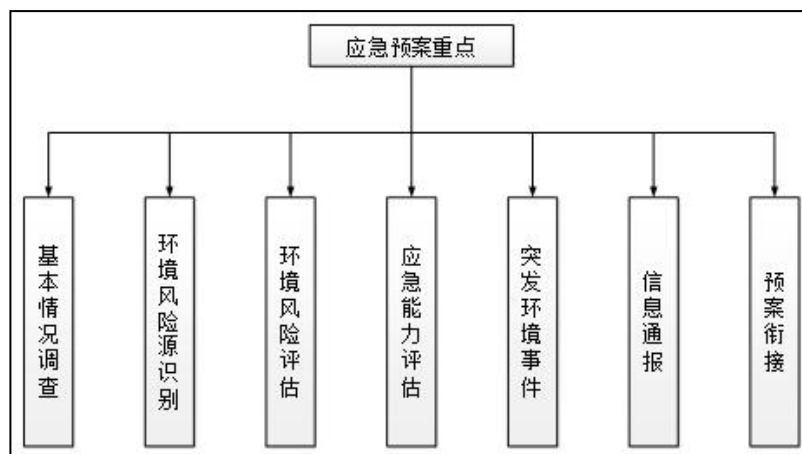 应急预案重点
基本情况调查
环境风险源识别
环境风险评估
应急能力评估
突发环境事件
信息通报
预案衔接